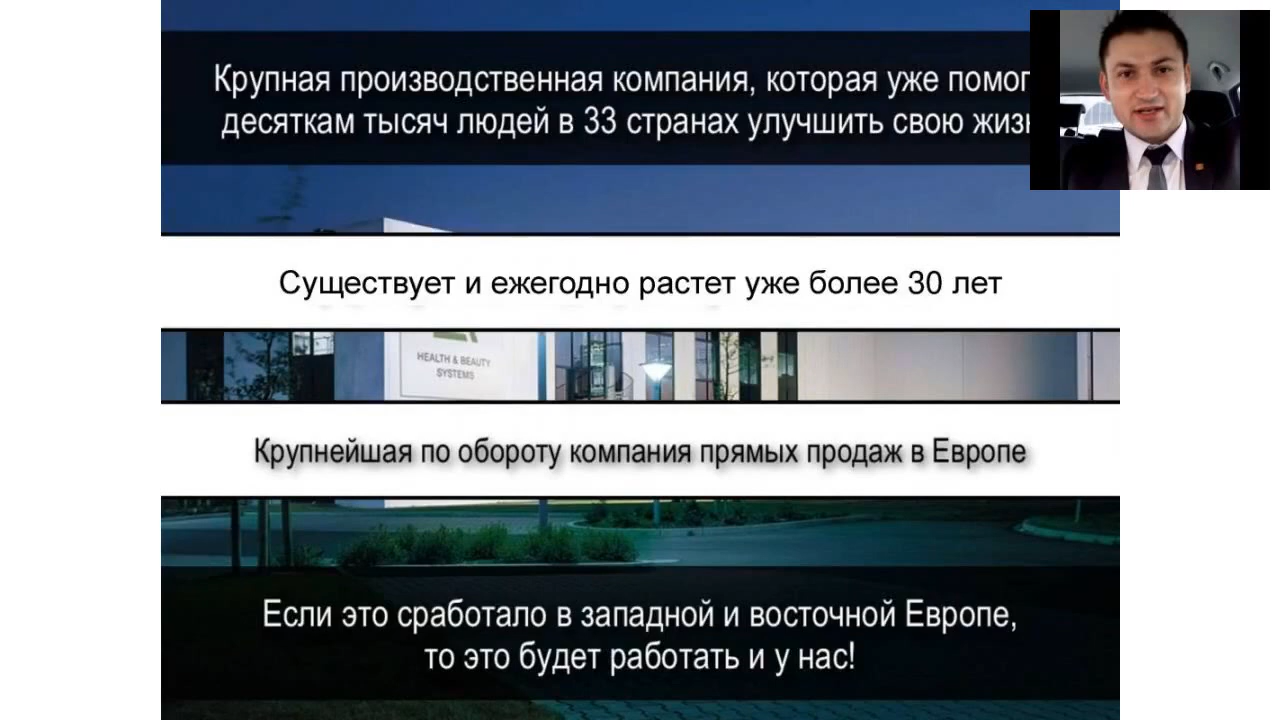 Крупная производственная компания, которая уже помог
десяткам тысяч людей в 33 странах улучшить свою жизн
Существует и ежегодно растет уже более 30 лет
HEALTH & BEAUTY
SYSTEMS
Крупнейшая по обороту компания прямых продаж в Европе
Если это сработало в западной и восточной Европе,
то это будет работать и у нас!